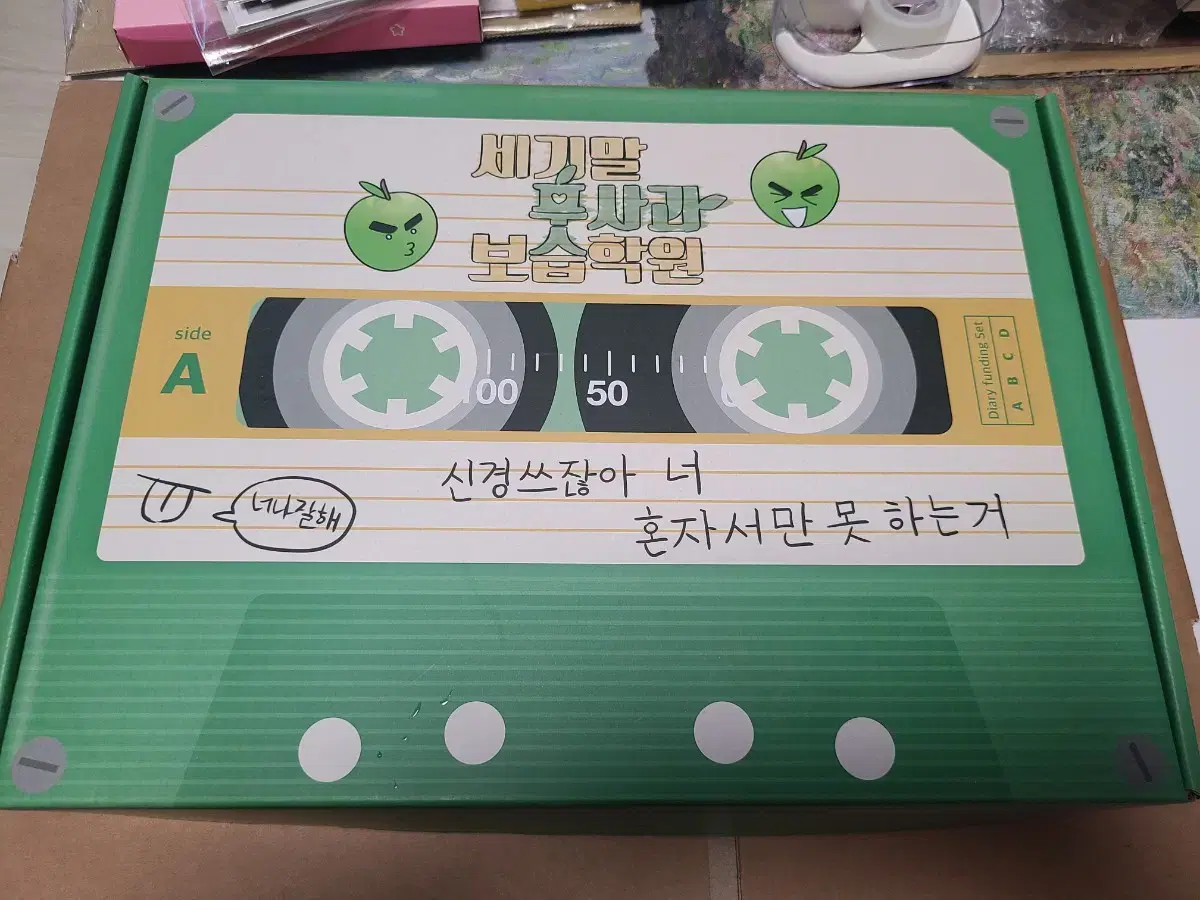 세기말
풋사과
보습학원
side
A
100
50
0
Diary funding Set
A B C D
신경쓰잖아 너
혼자서만 못 하는거
너나잘해